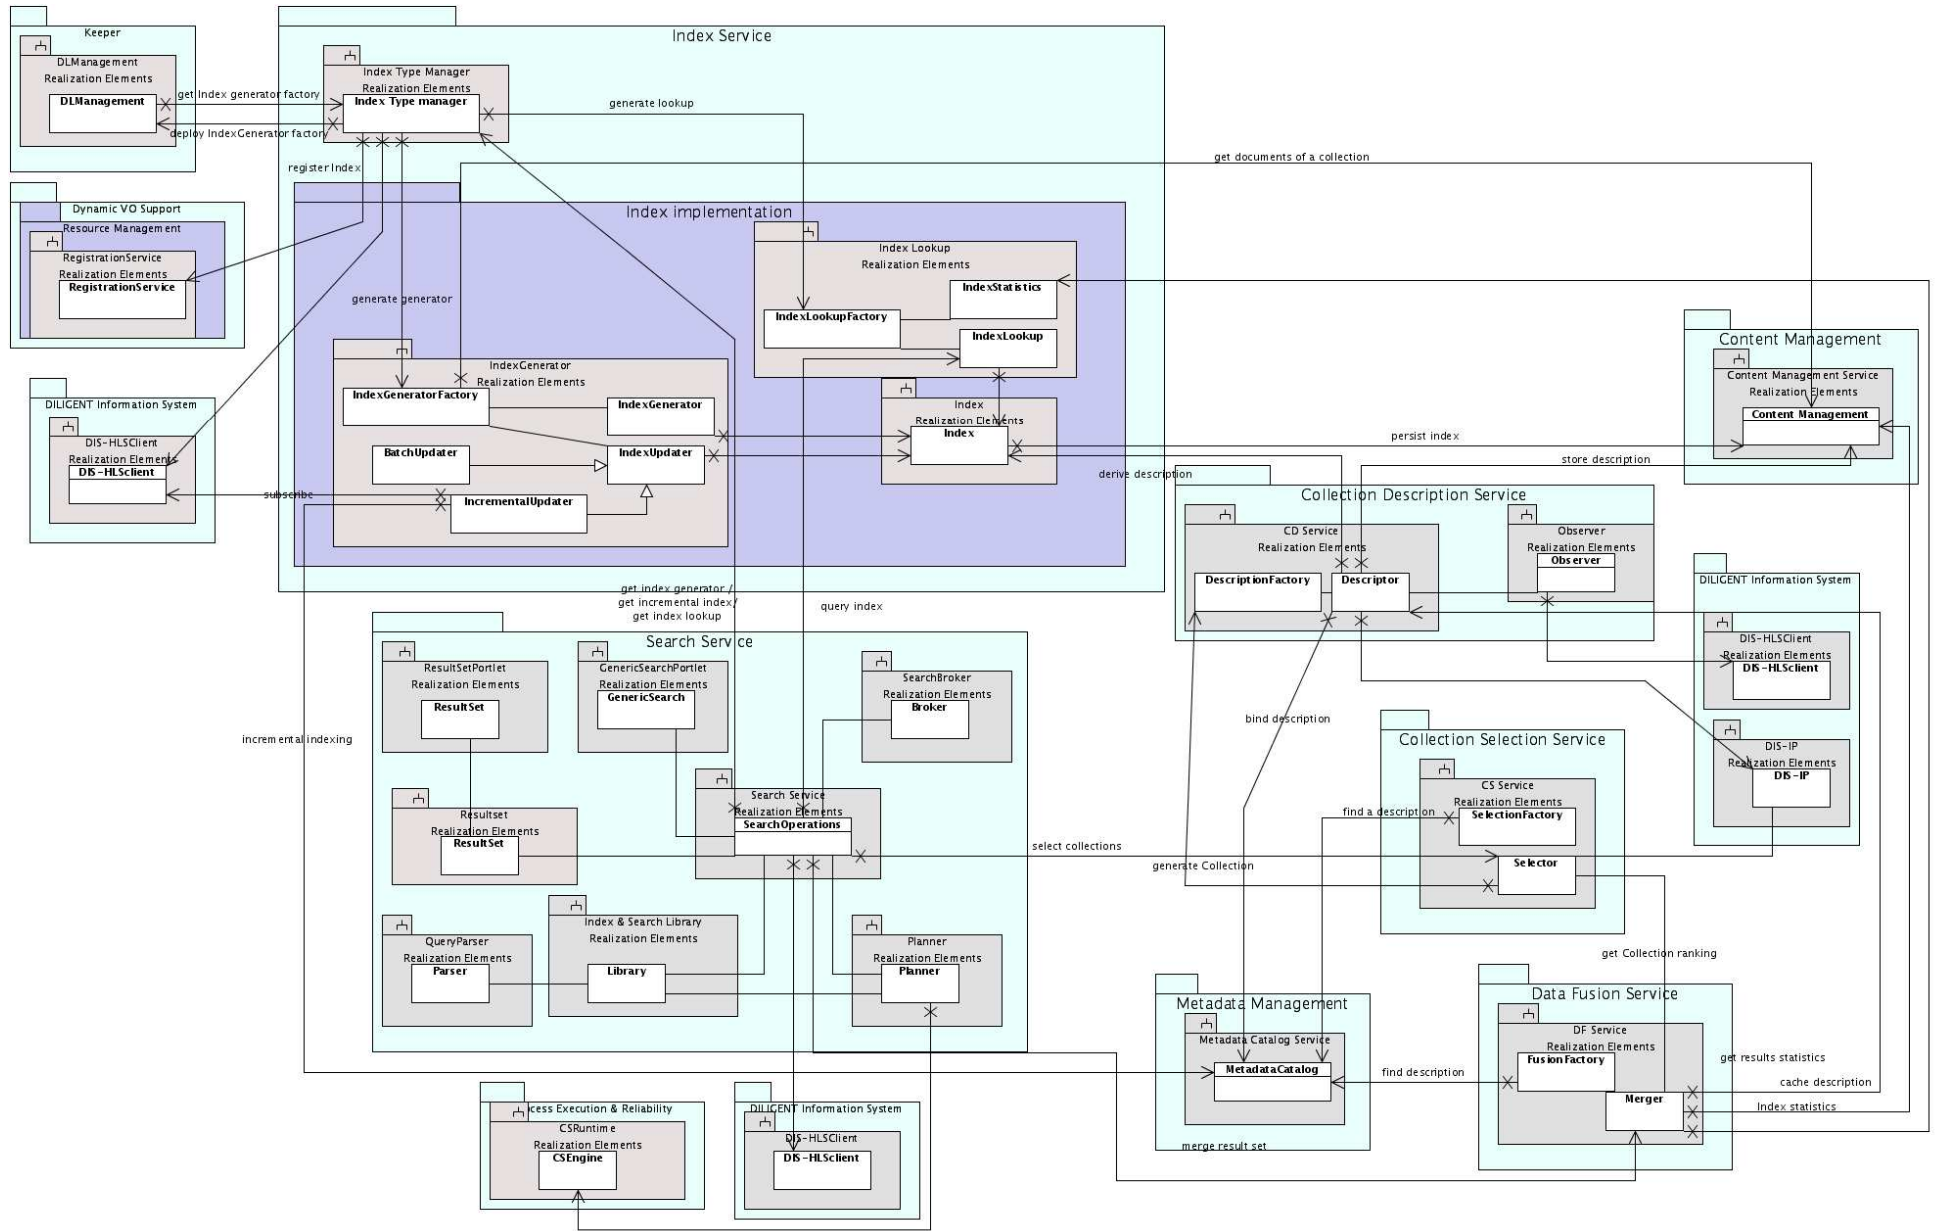 Keeper
DLManagement
Realization Elements
DLManagement
get Index generator factory
deploy IndexGenerator factory
Index Service
Index Type Manager
Realization Elements
Index Type manager
generate lookup
register Index
get documents of a collection
Dynamic VO Support
Resource Management
RegistrationService
Realization Elements
RegistrationService
Index implementation
Index Lookup
Realization Elements
IndexStatistics
IndexLookupFactory
IndexLookup
generate generator
IndexGenerator
Realization Elements
IndexGeneratorFactory
IndexGenerator
BatchUpdater
IndexUpdater
IncrementalUpdater
Index
Realization Elements
Index
Content Management
Content Management Service
Realization Elements
Content Management
persist index
store description
derive description
DILIGENT Information System
DIS-HLSClient
Realization Elements
DIS-HLSclient
subscribe
Collection Description Service
CD Service
Realization Elements
DescriptionFactory
Descriptor
Observer
Realization Elements
Observer
DILIGENT Information System
DIS-HLSClient
Realization Elements
DIS-HLSclient
DIS-IP
Realization Elements
DIS-IP
get index generator /
get incremental index/
get index lookup
query index
Search Service
ResultSetPortlet
Realization Elements
ResultSet
GenericSearchPortlet
Realization Elements
GenericSearch
SearchBroker
Realization Elements
Broker
incremental indexing
bind description
Collection Selection Service
CS Service
Realization Elements
SelectionFactory
Selector
find a description
Search Service
Realization Elements
SearchOperations
Resultset
Realization Elements
ResultSet
select collections
generate Collection
QueryParser
Realization Elements
Parser
Index & Search Library
Realization Elements
Library
Planner
Realization Elements
Planner
get Collection ranking
Metadata Management
Metadata Catalog Service
Realization Elements
MetadataCatalog
find description
Data Fusion Service
DF Service
Realization Elements
FusionFactory
Merger
get results statistics
cache description
Index statistics
merge result set
cess Execution & Reliability
CSRuntime
Realization Elements
CSEngine
DILIGENT Information System
DIS-HLSClient
Realization Elements
DIS-HLSclient